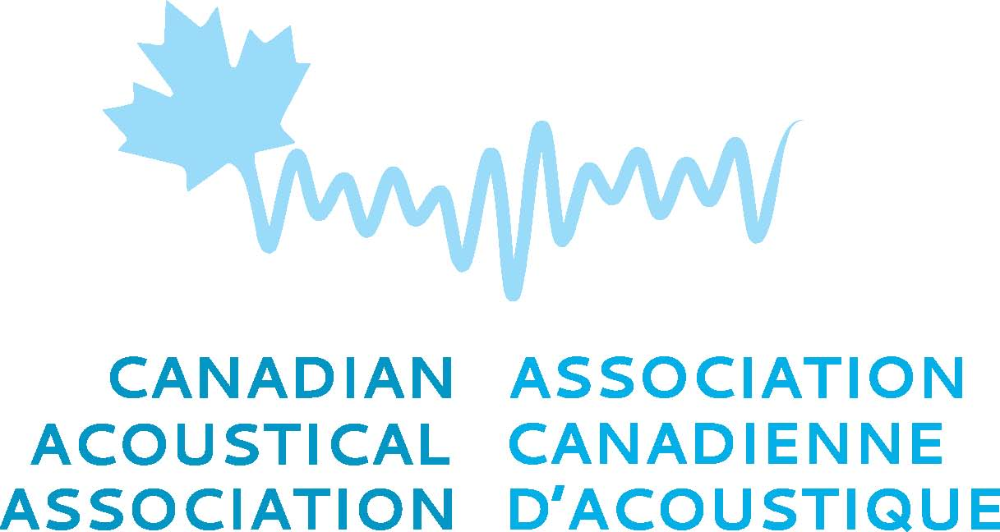 CANADIAN
ACOUSTICAL
ASSOCIATION
ASSOCIATION
CANADIENNE
D'ACOUSTIQUE